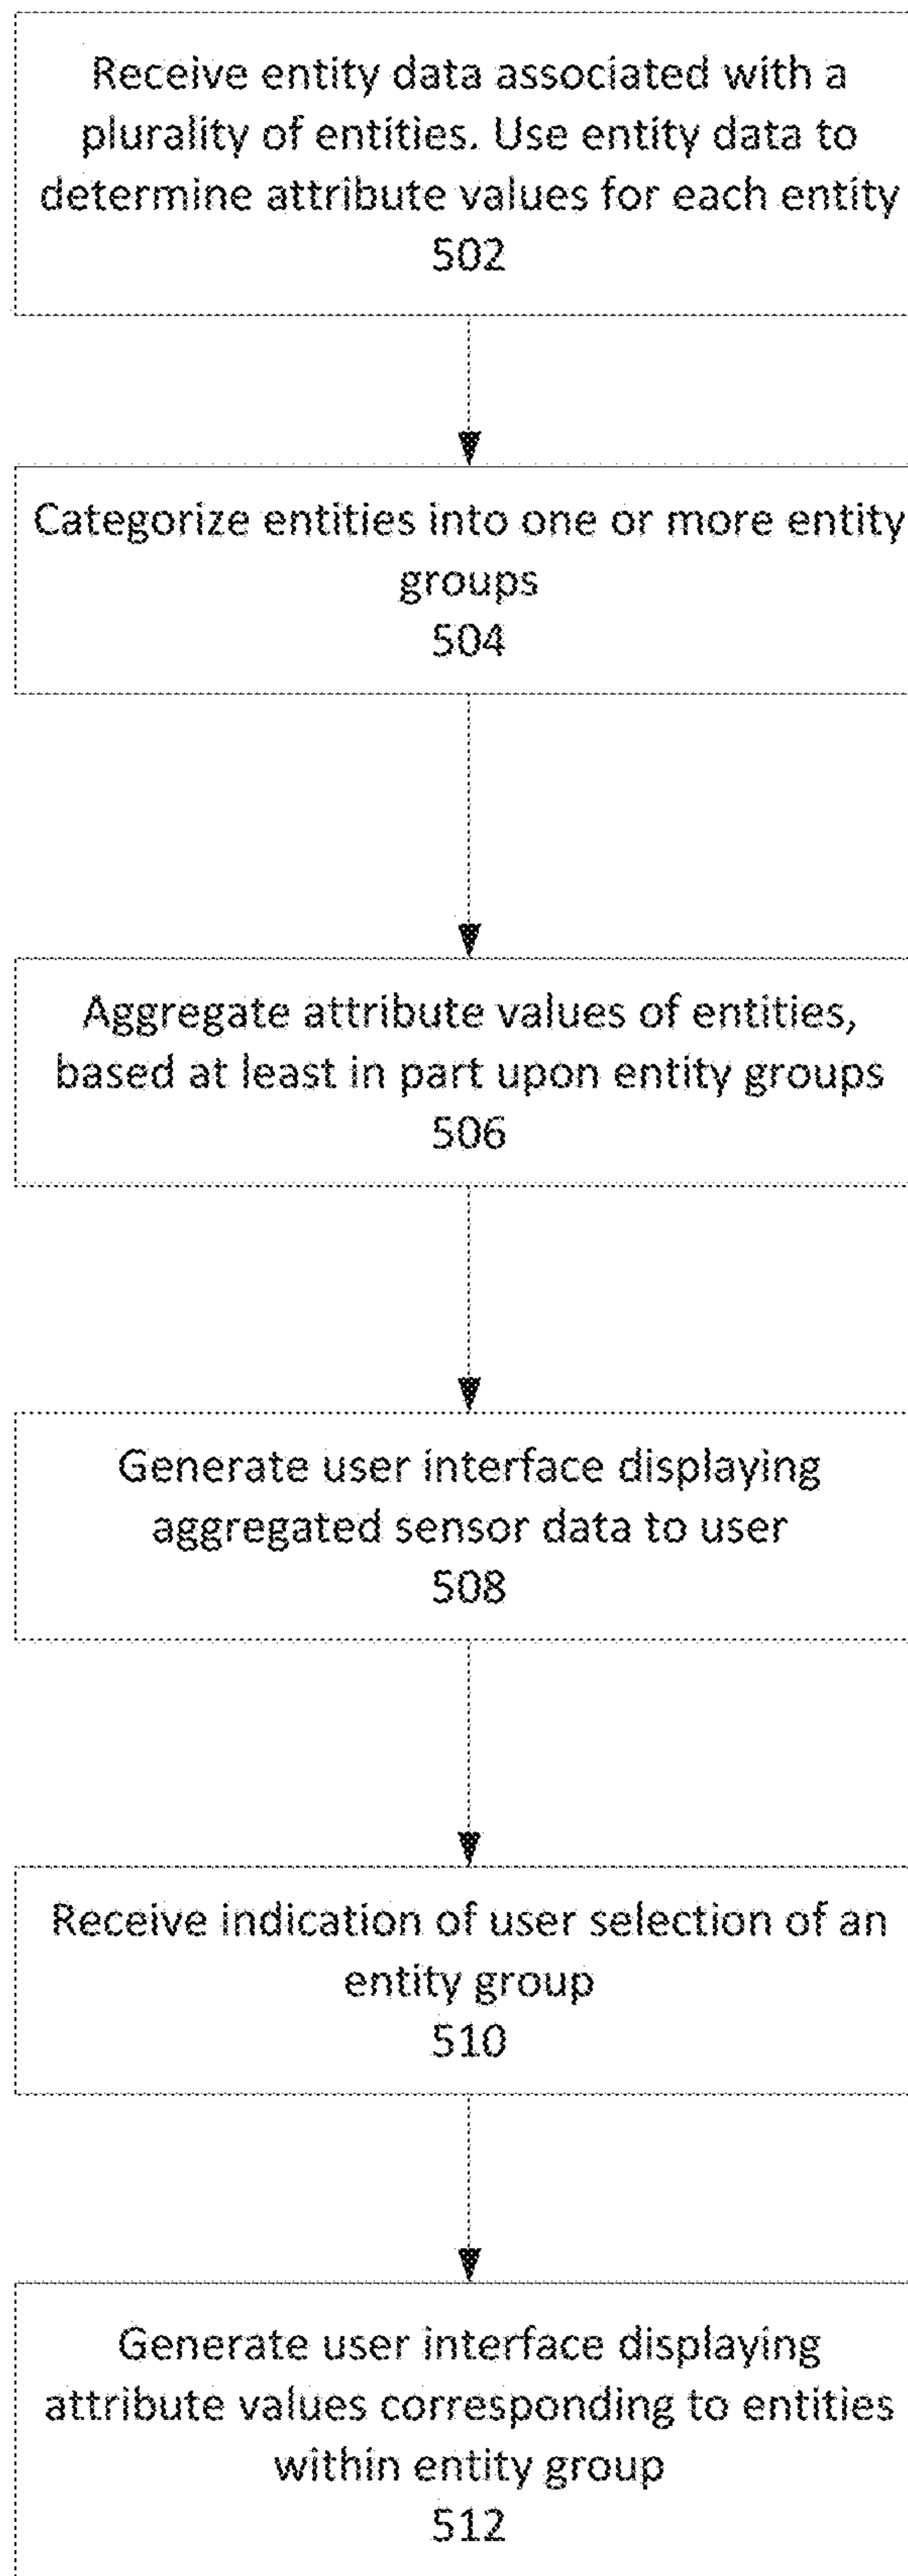 Receive entity data associated with a
plurality of entities. Use entity data to
determine attribute values for each entity
502
Categorize entities into one or more entity
groups
504
Aggregate attribute values of entities,
based at least in part upon entity groups
506
Generate user interface displaying
aggregated sensor data to user
508
Receive indication of user selection of an
entity group
510
Generate user interface displaying
attribute values corresponding to entities
within entity group
512